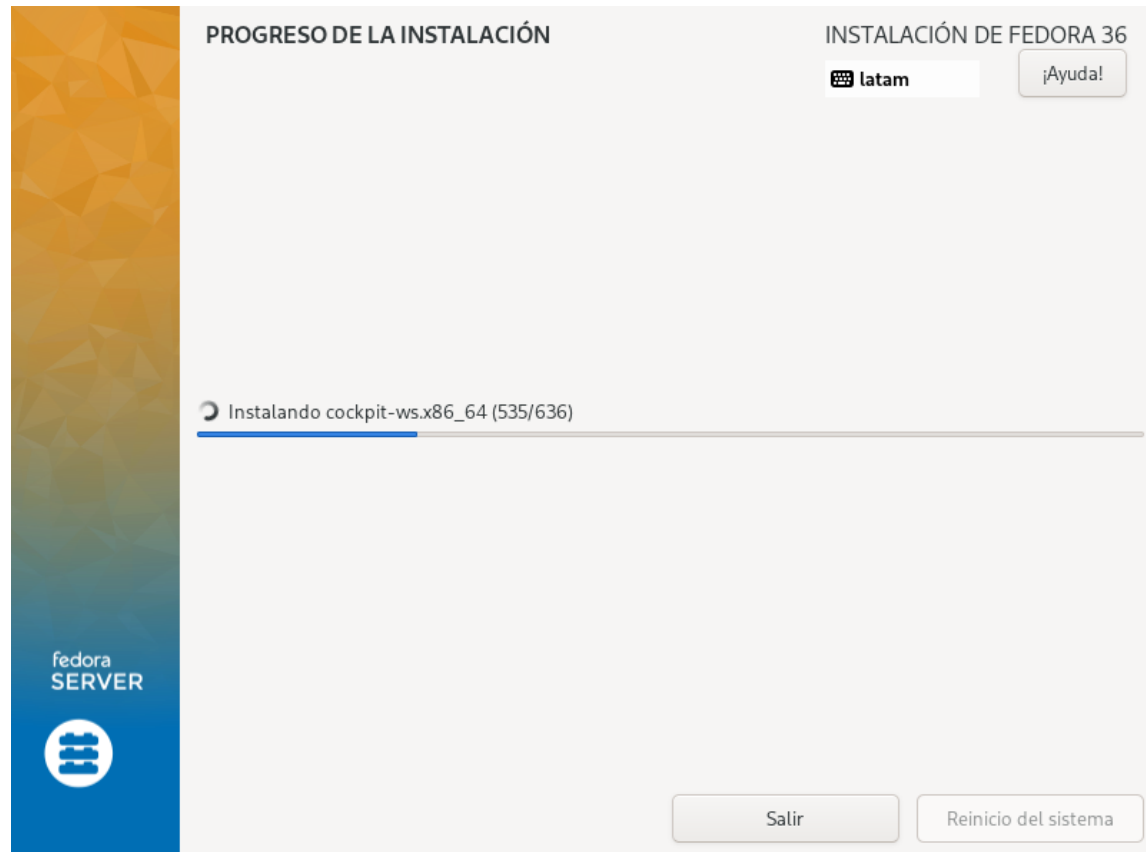 PROGRESO DE LA INSTALACIÓN
INSTALACIÓN DE FEDORA 36
latam
¡Ayuda!
Instalando cockpit-ws.x86_64 (535/636)
fedora
SERVER
Salir
Reinicio del sistema